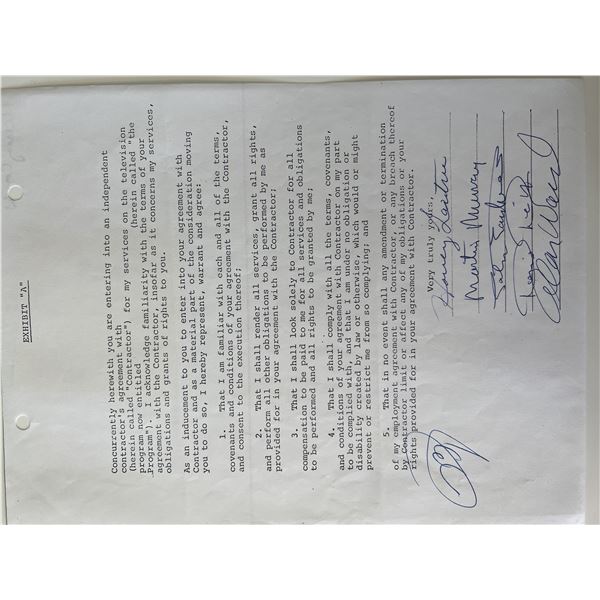 EXHIBIT "A"
Concurrently herewith you are entering into an independent
contractor's agreement with
(herein called "Contractor") for my services on the television
program now entitled (herein called "the
Program"). I acknowledge familiarity with the terms of your
agreement with the Contractor, insofar as it concerns my services,
obligations and grants of rights to you.
As an inducement to you to enter into your agreement with
Contractor and as a material part of the consideration moving
you to do so, I hereby represent, warrant and agree:
1. That I am familiar with each and all of the terms,
covenants and conditions of your agreement with the Contractor,
and consent to the execution thereof;
2. That I shall render all services, grant all rights,
and perform all other obligations to be performed by me as
provided for in your agreement with the Contractor;
3. That I shall look solely to Contractor for all
compensation to be paid to me for all services and obligations
to be performed and all rights to be granted by me;
4. That I shall comply with all the terms, covenants,
and conditions of your agreement with Contractor on my part
to be complied with, and that I am under no obligation or
disability created by law or otherwise, which would or might
prevent or restrict me from so complying; and
5. That in no event shall any amendment or termination
of my employment agreement with Contractor, or any breach thereof
by Contractor limit or affect any of my obligations or your
rights provided for in your agreement with Contractor.
Very truly yours,
Martin Murray